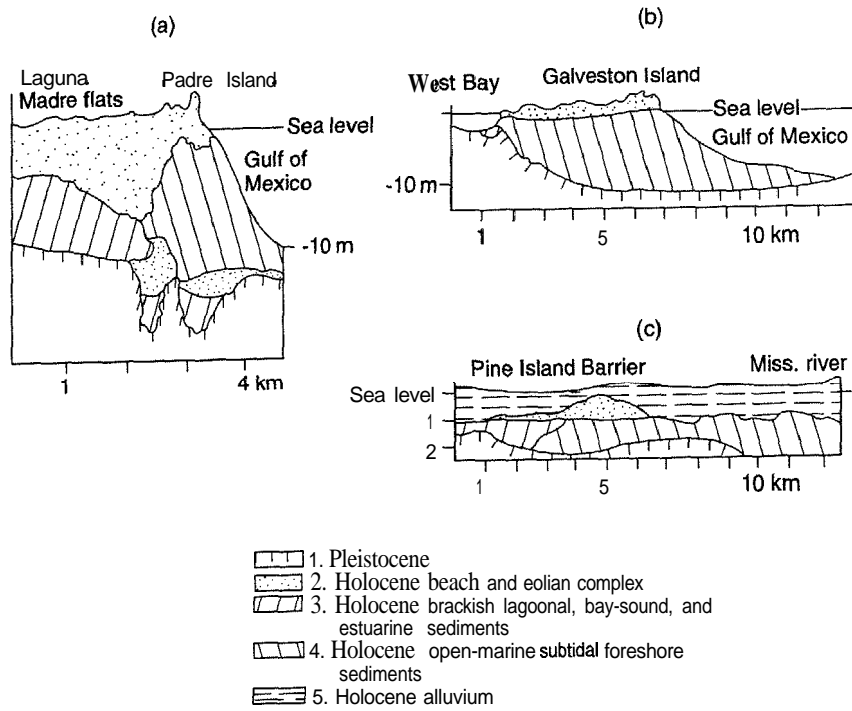 (a)
Laguna
Madre flats
Padre Island
Sea level
Gulf of
Mexico
-10 m
1
4 km
(b)
West Bay
Galveston Island
Sea level
Gulf of Mexico
-10 m
1
5
10 km
(c)
Pine Island Barrier
Miss. river
Sea level
1
2
1
5
10 km
1. Pleistocene
2. Holocene beach and eolian complex
3. Holocene brackish lagoonal, bay-sound, and
estuarine sediments
4. Holocene open-marine subtidal foreshore
sediments
5. Holocene alluvium